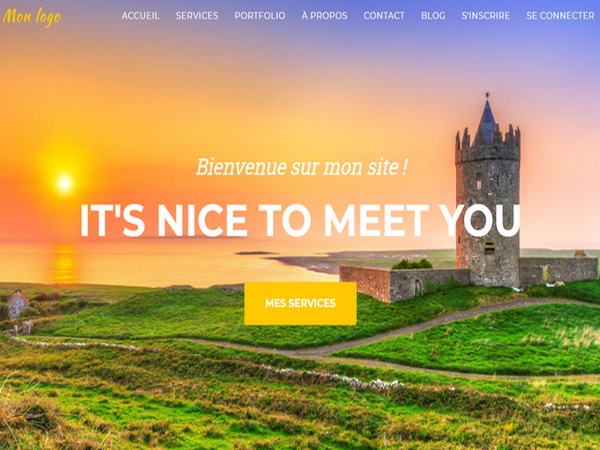 Mon logo
ACCUEIL SERVICES PORTFOLIO À PROPOS CONTACT BLOG S'INSCRIRE SE CONNECTER
Bienvenue sur mon site !
IT'S NICE TO MEET YOU
MES SERVICES